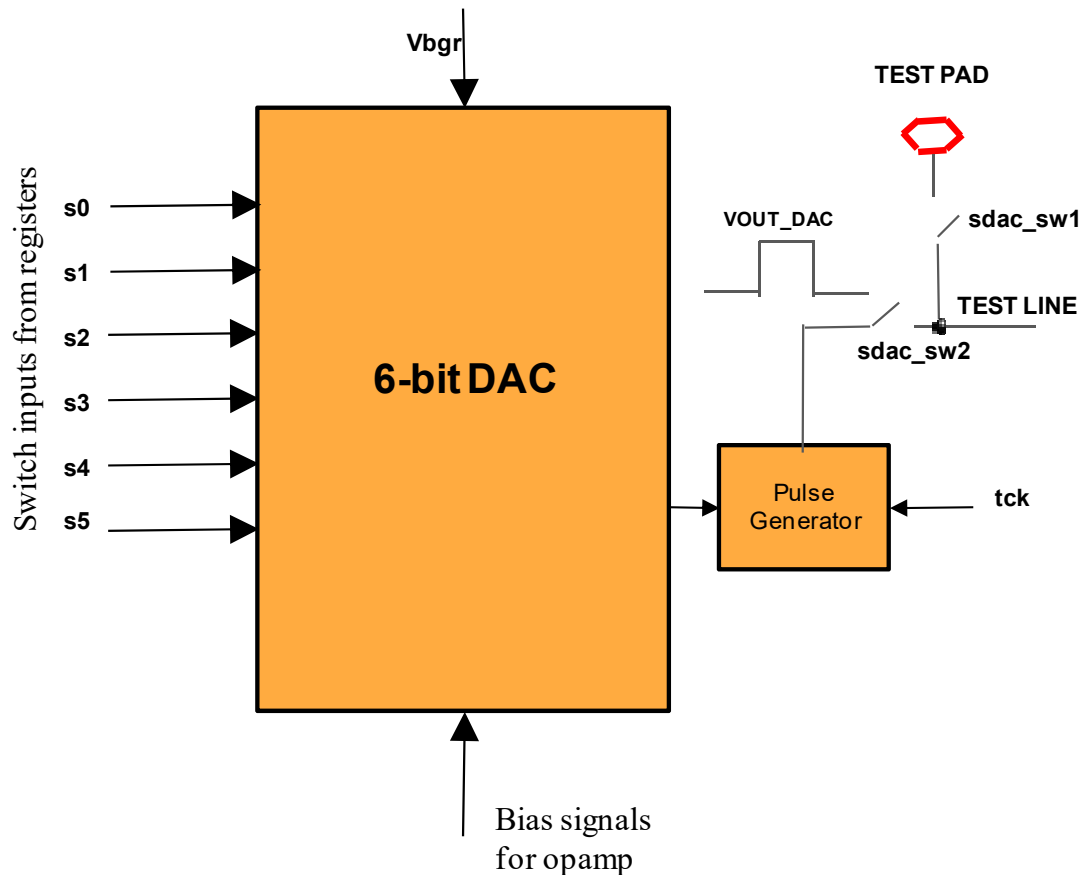 Vbgr
TEST PAD
Switch inputs from registers
s0
s1
s2
s3
s4
s5
6-bit DAC
VOUT_DAC
sdac_sw1
TEST LINE
sdac_sw2
Pulse
Generator
tck
Bias signals
for opamp